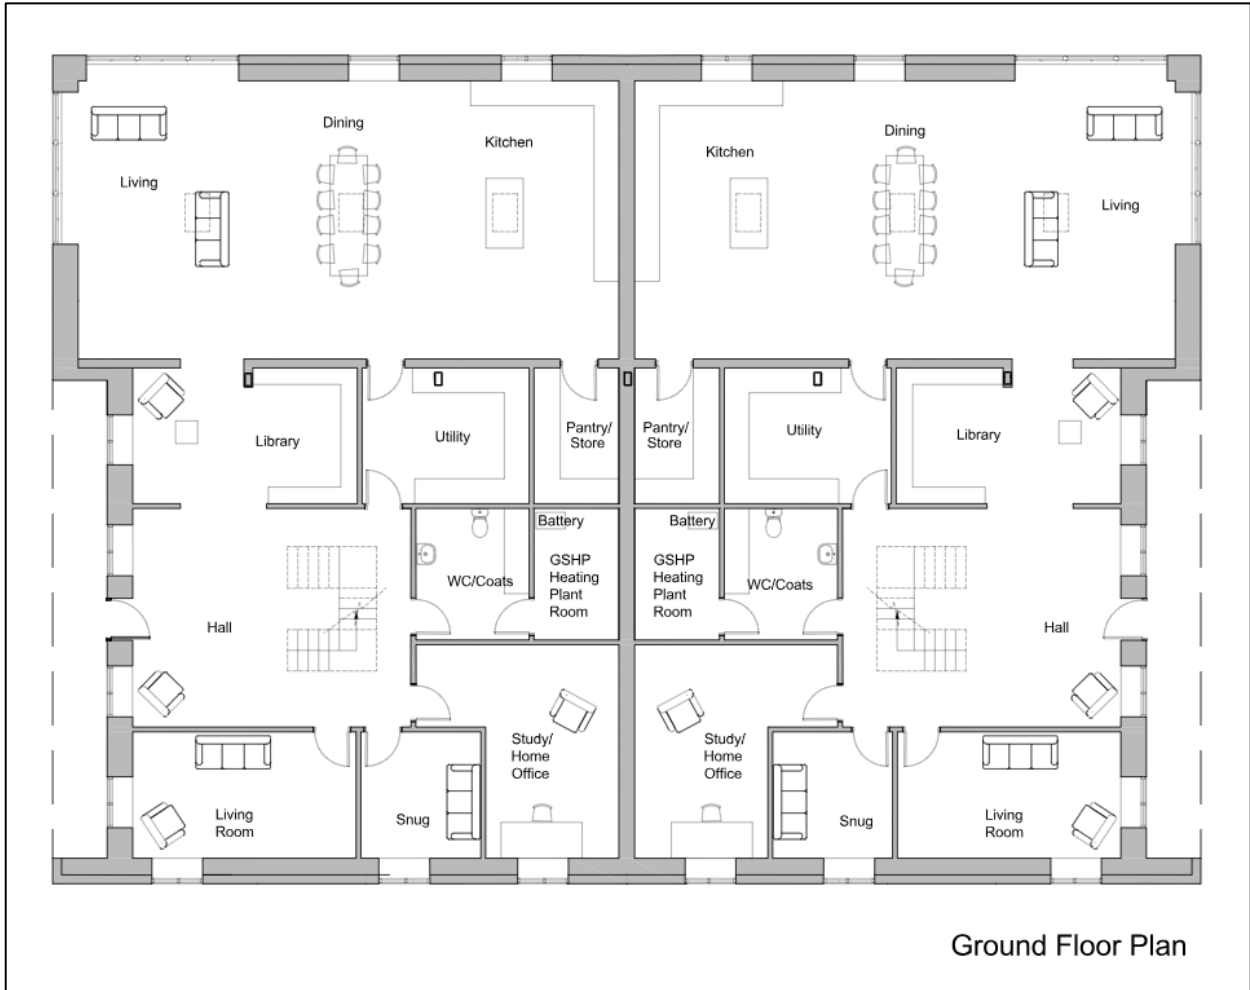 Dining
Kitchen
Living
Dining
Kitchen
Living
Library
Utility
Pantry/
Store
Pantry/
Store
Utility
Library
Battery
GSHP
Heating
Plant
Room
WC/Coats
Hall
Battery
GSHP
Heating
Plant
Room
WC/Coats
Hall
Study/
Home
Office
Living
Room
Snug
Study/
Home
Office
Snug
Living
Room
Ground Floor Plan